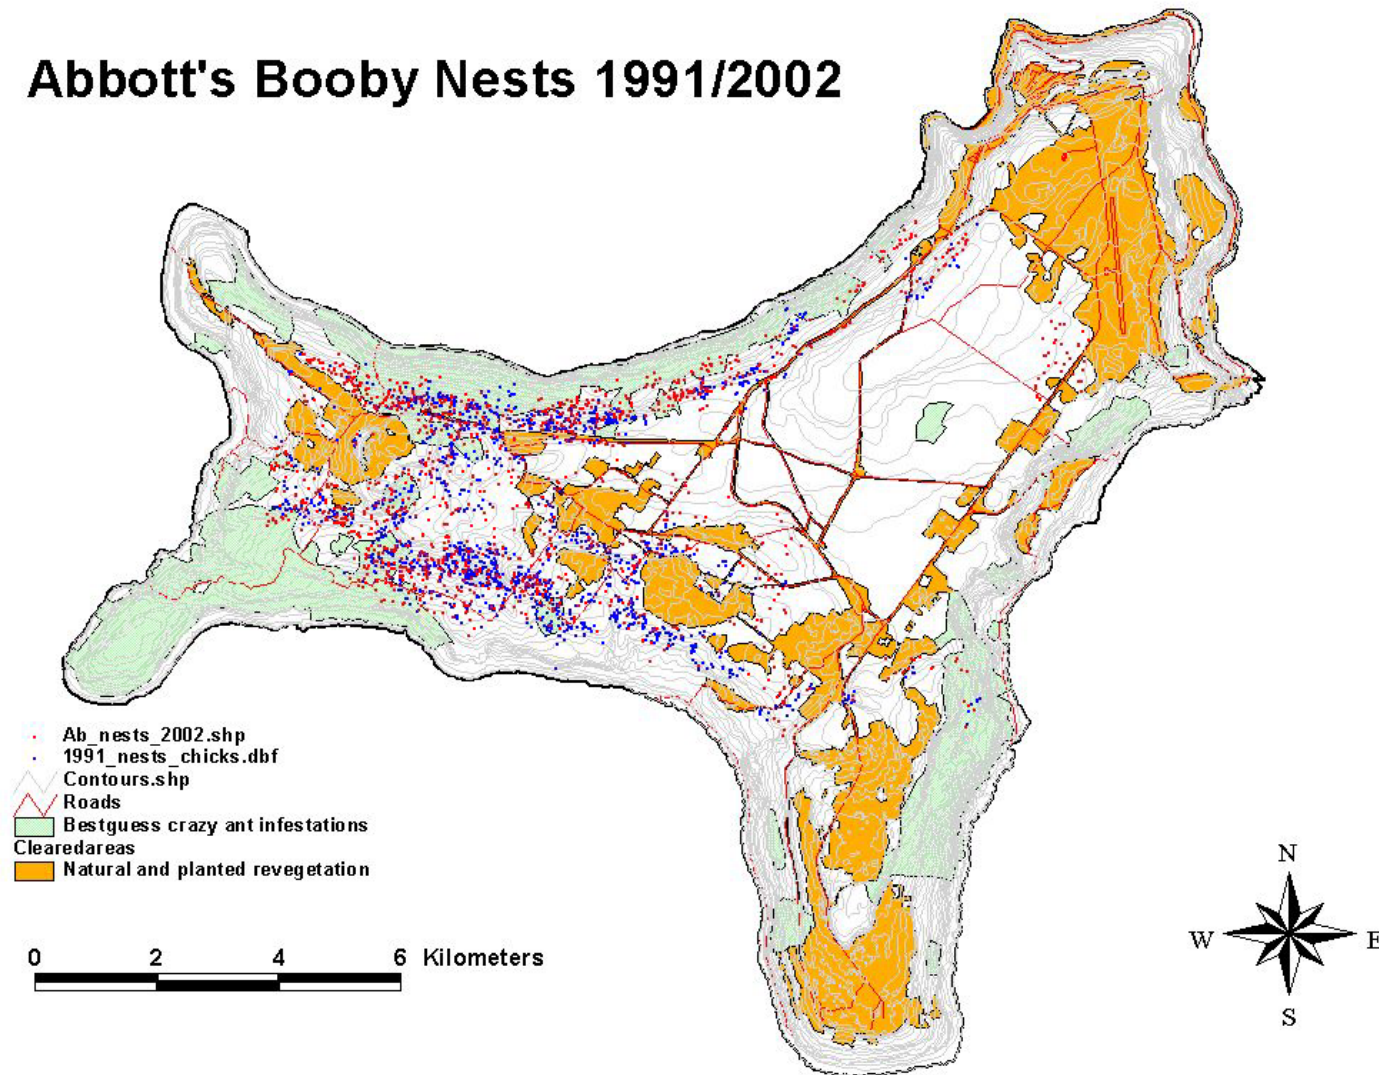 Abbott's Booby Nests 1991/2002
Ab_nests_2002.shp
1991_nests_chicks.dbf
Contours.shp
Roads
Bestguess crazy ant infestations
Clearedareas
Natural and planted revegetation
0 2 4 6 Kilometers
N
W E
S